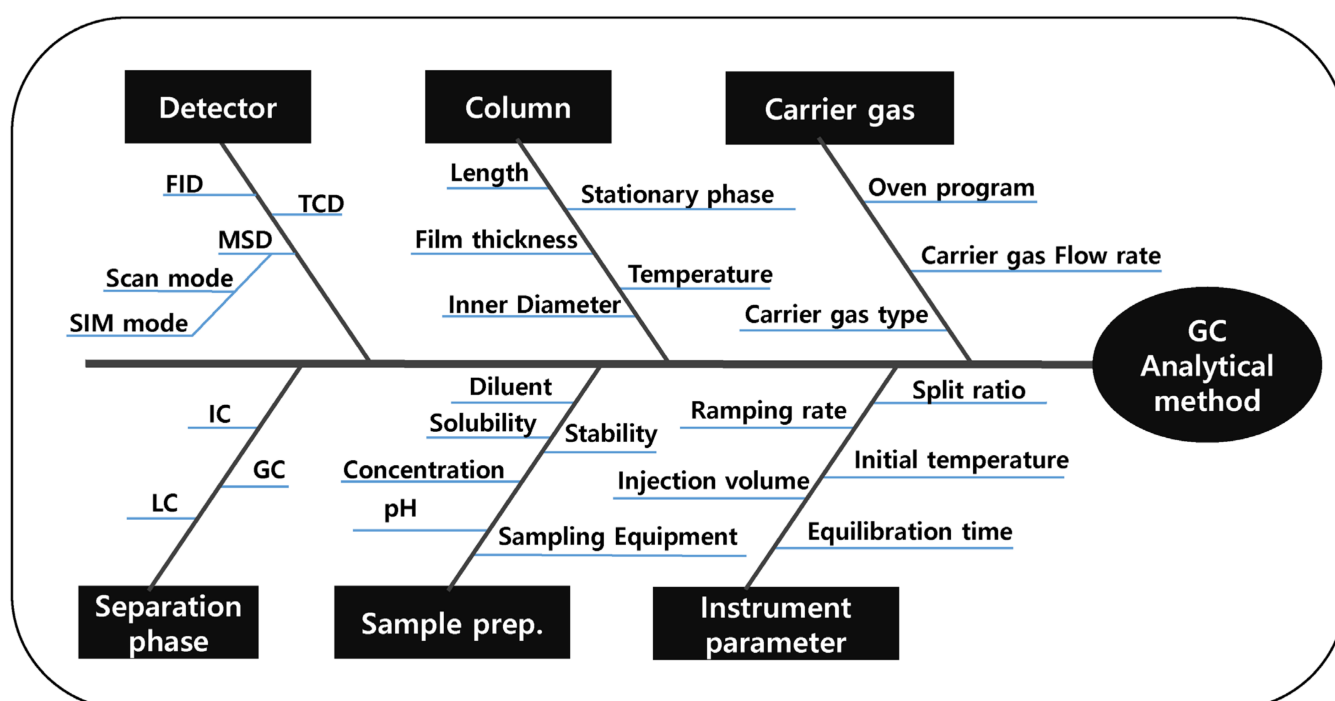 Detector
Column
Carrier gas
FID
TCD
MSD
Scan mode
SIM mode
Length
Stationary phase
Film thickness
Temperature
Inner Diameter
Oven program
Carrier gas Flow rate
Carrier gas type
GC
Analytical
method
IC
GC
LC
Diluent
Solubility
Stability
Concentration
pH
Sampling Equipment
Split ratio
Ramping rate
Initial temperature
Injection volume
Equilibration time
Separation
phase
Sample prep.
Instrument
parameter